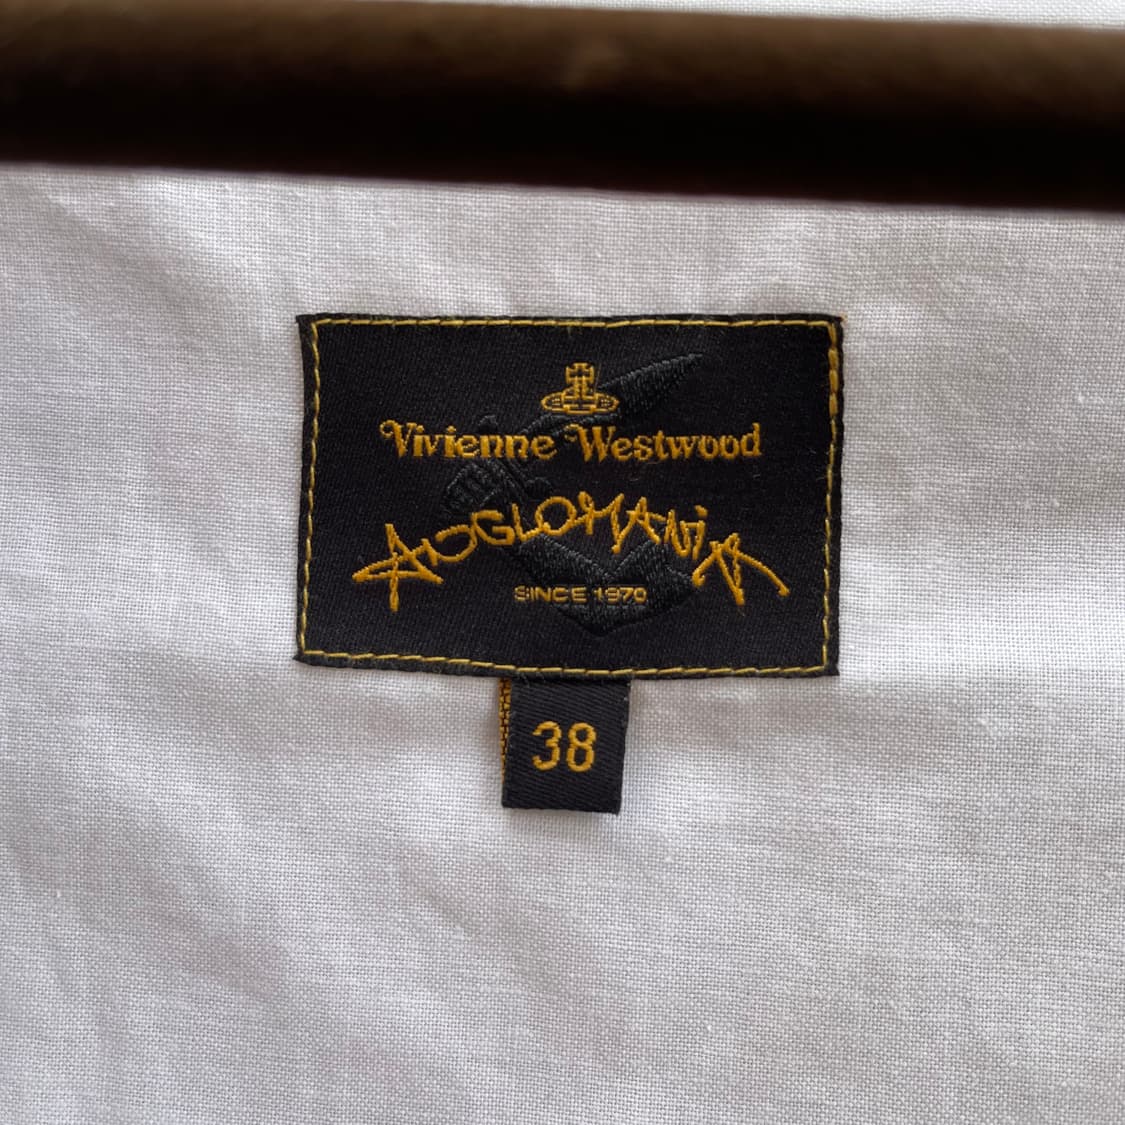 Vivienne Westwood
ANGLOMANiA
SINCE 1970
38